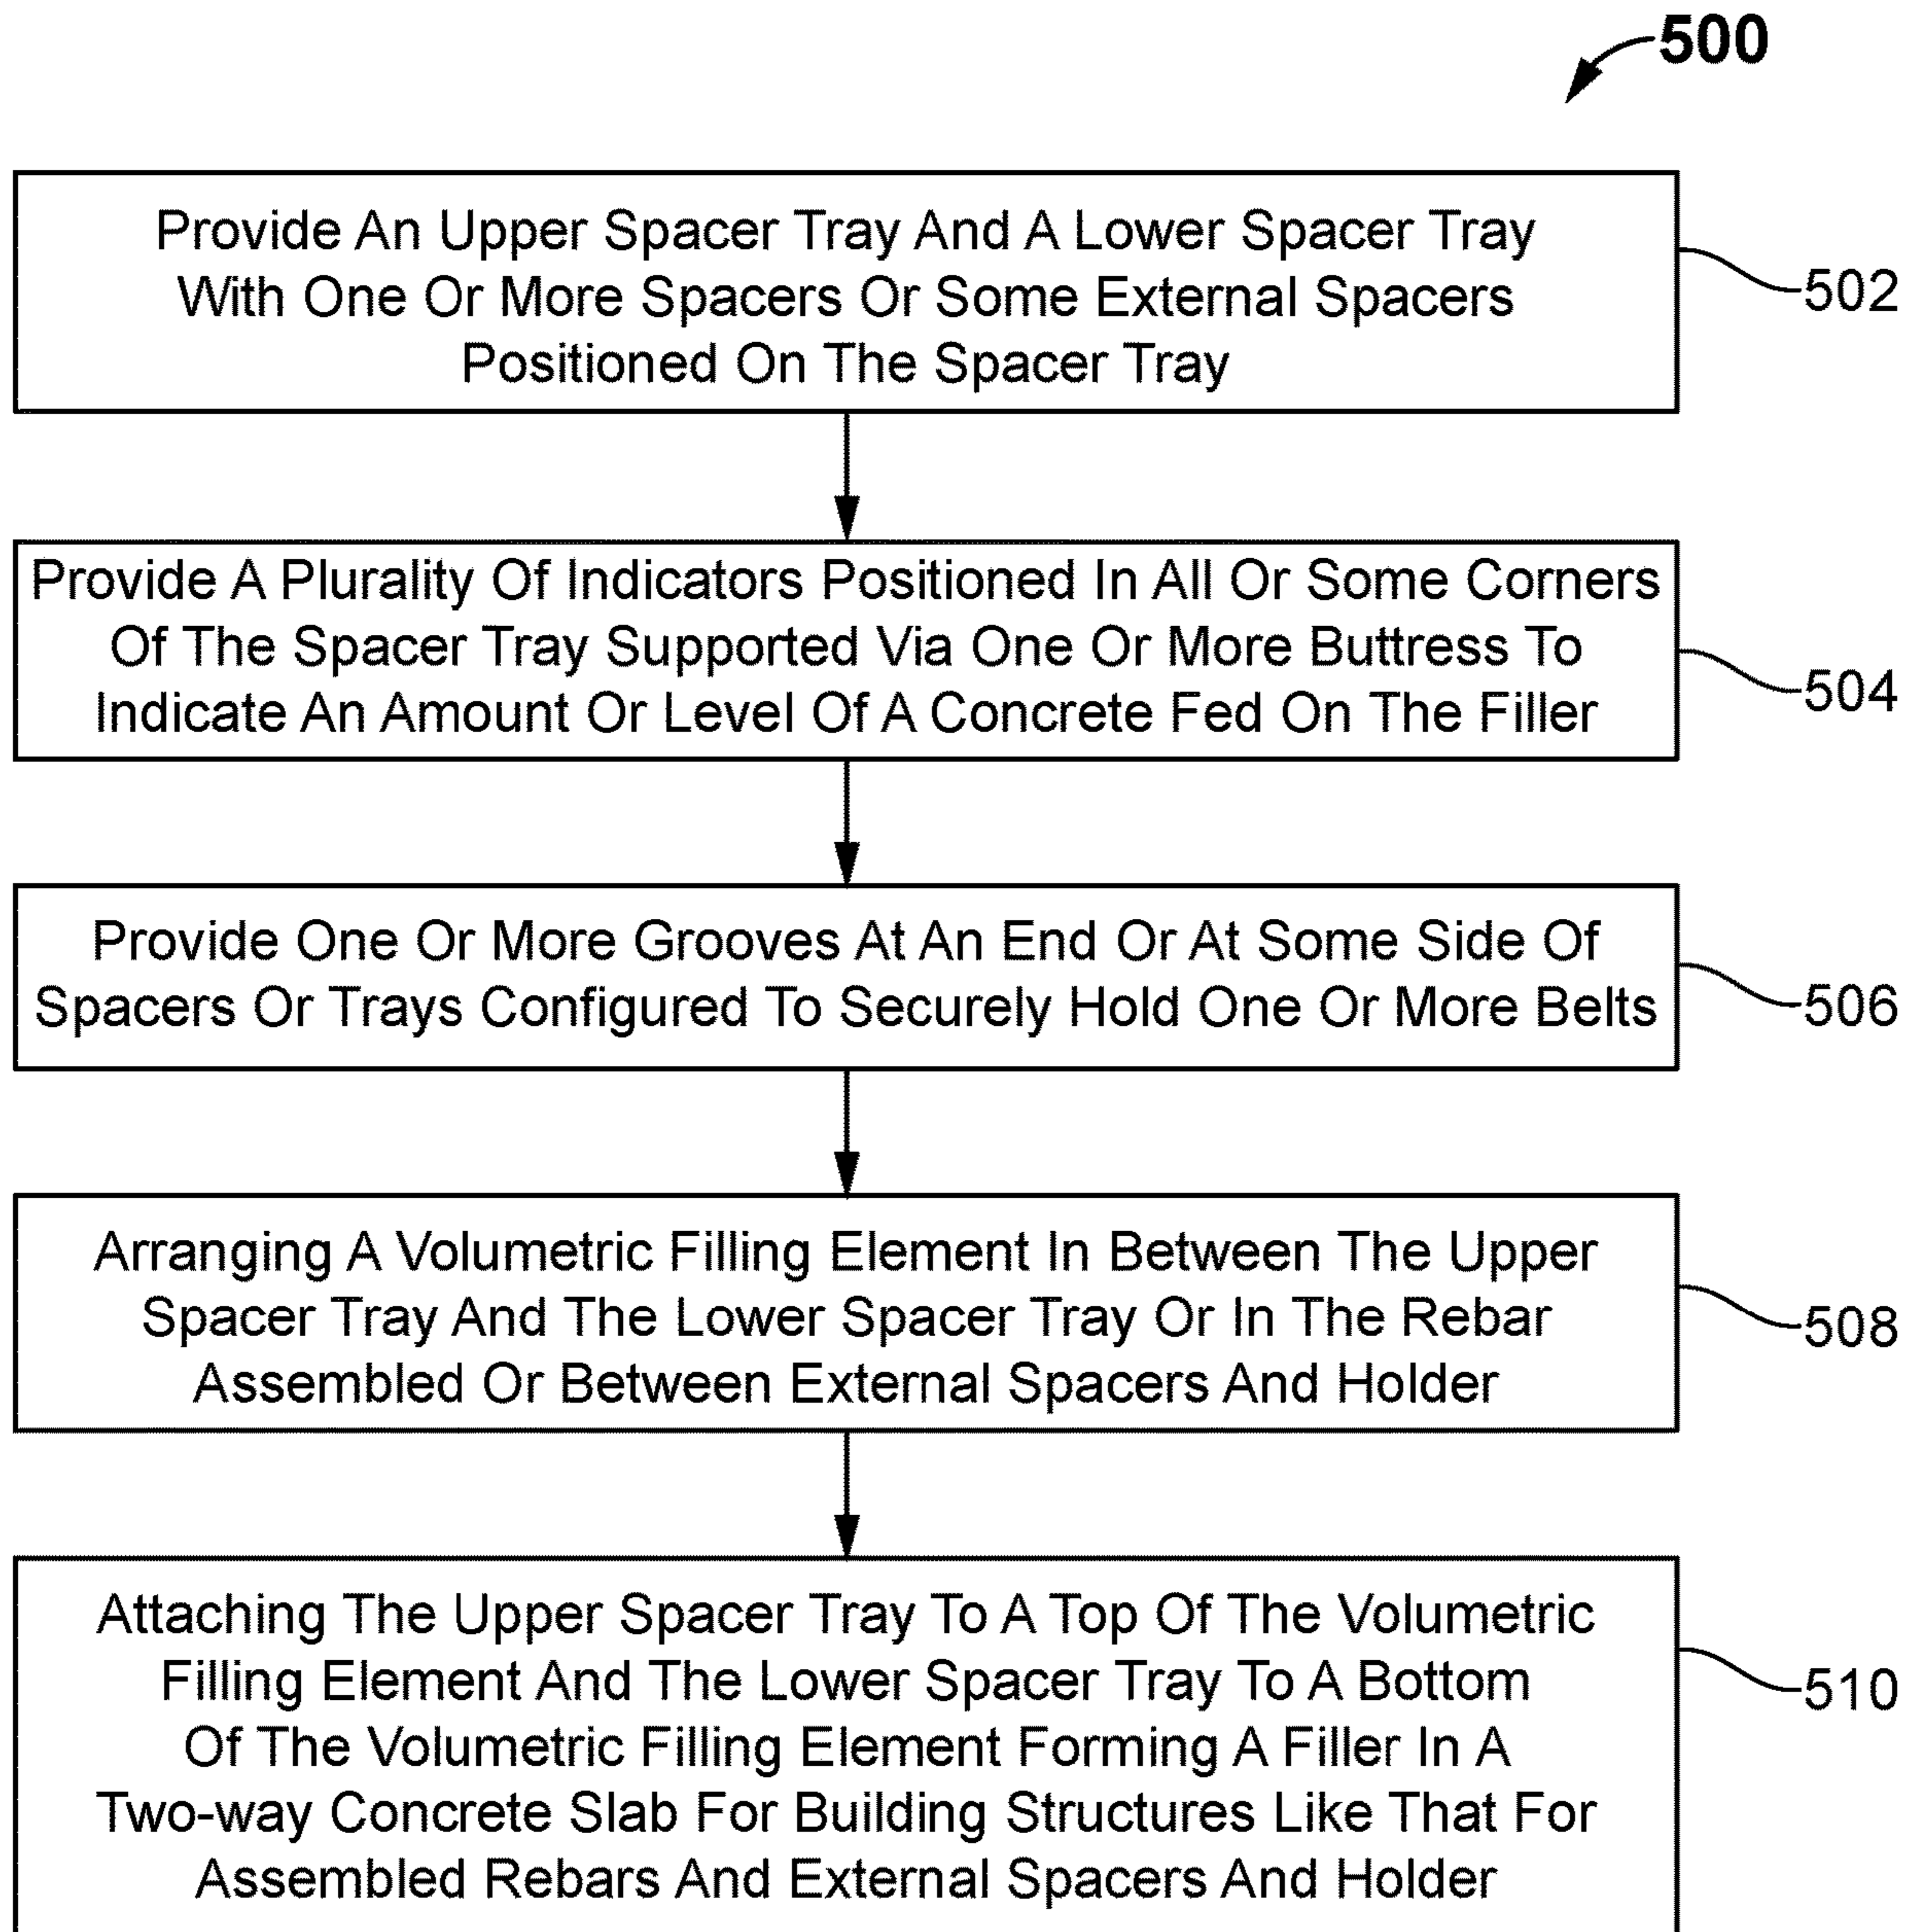 500
Provide An Upper Spacer Tray And A Lower Spacer Tray
With One Or More Spacers Or Some External Spacers
Positioned On The Spacer Tray
502
Provide A Plurality Of Indicators Positioned In All Or Some Corners
Of The Spacer Tray Supported Via One Or More Buttress To
Indicate An Amount Or Level Of A Concrete Fed On The Filler
504
Provide One Or More Grooves At An End Or At Some Side Of
Spacers Or Trays Configured To Securely Hold One Or More Belts
506
Arranging A Volumetric Filling Element In Between The Upper
Spacer Tray And The Lower Spacer Tray Or In The Rebar
Assembled Or Between External Spacers And Holder
508
Attaching The Upper Spacer Tray To A Top Of The Volumetric
Filling Element And The Lower Spacer Tray To A Bottom
Of The Volumetric Filling Element Forming A Filler In A
Two-way Concrete Slab For Building Structures Like That For
Assembled Rebars And External Spacers And Holder
510